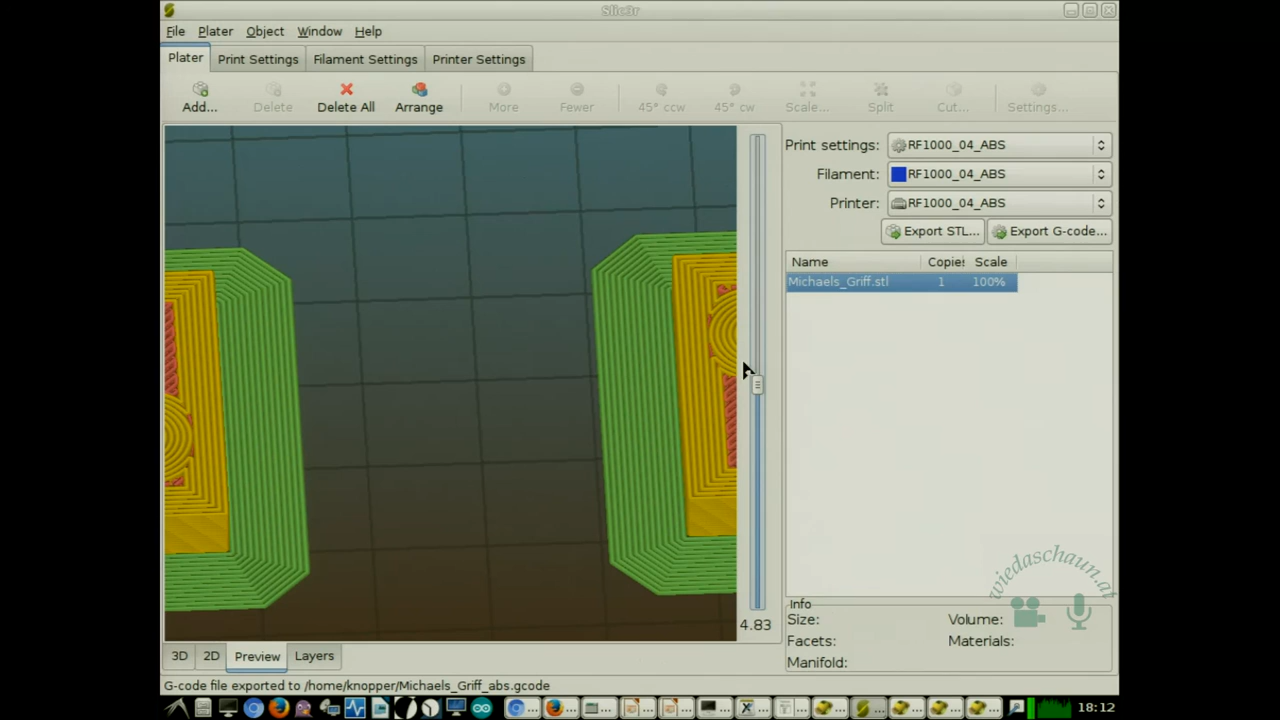 Slic3r
File Plater Object Window Help
Plater Print Settings Filament Settings Printer Settings
Add... Delete Delete All Arrange More Fewer 45° ccw 45° cw Scale... Split Cut... Settings...
Print settings: RF1000_04_ABS
Filament: RF1000_04_ABS
Printer: RF1000_04_ABS
Export STL... Export G-code...
Name Copie Scale
Michaels_Griff.stl 1 100%
wiedaschaun.at
4.83
Info
Size: Volume:
Facets: Materials:
Manifold:
3D 2D Preview Layers
G-code file exported to /home/knopper/Michaels_Griff_abs.gcode
18:12